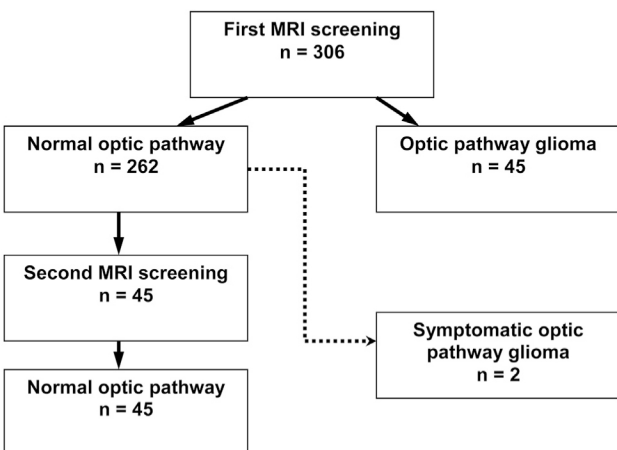 First MRI screening
n = 306
Normal optic pathway
n = 262
Optic pathway glioma
n = 45
Second MRI screening
n = 45
Symptomatic optic
pathway glioma
n = 2
Normal optic pathway
n = 45